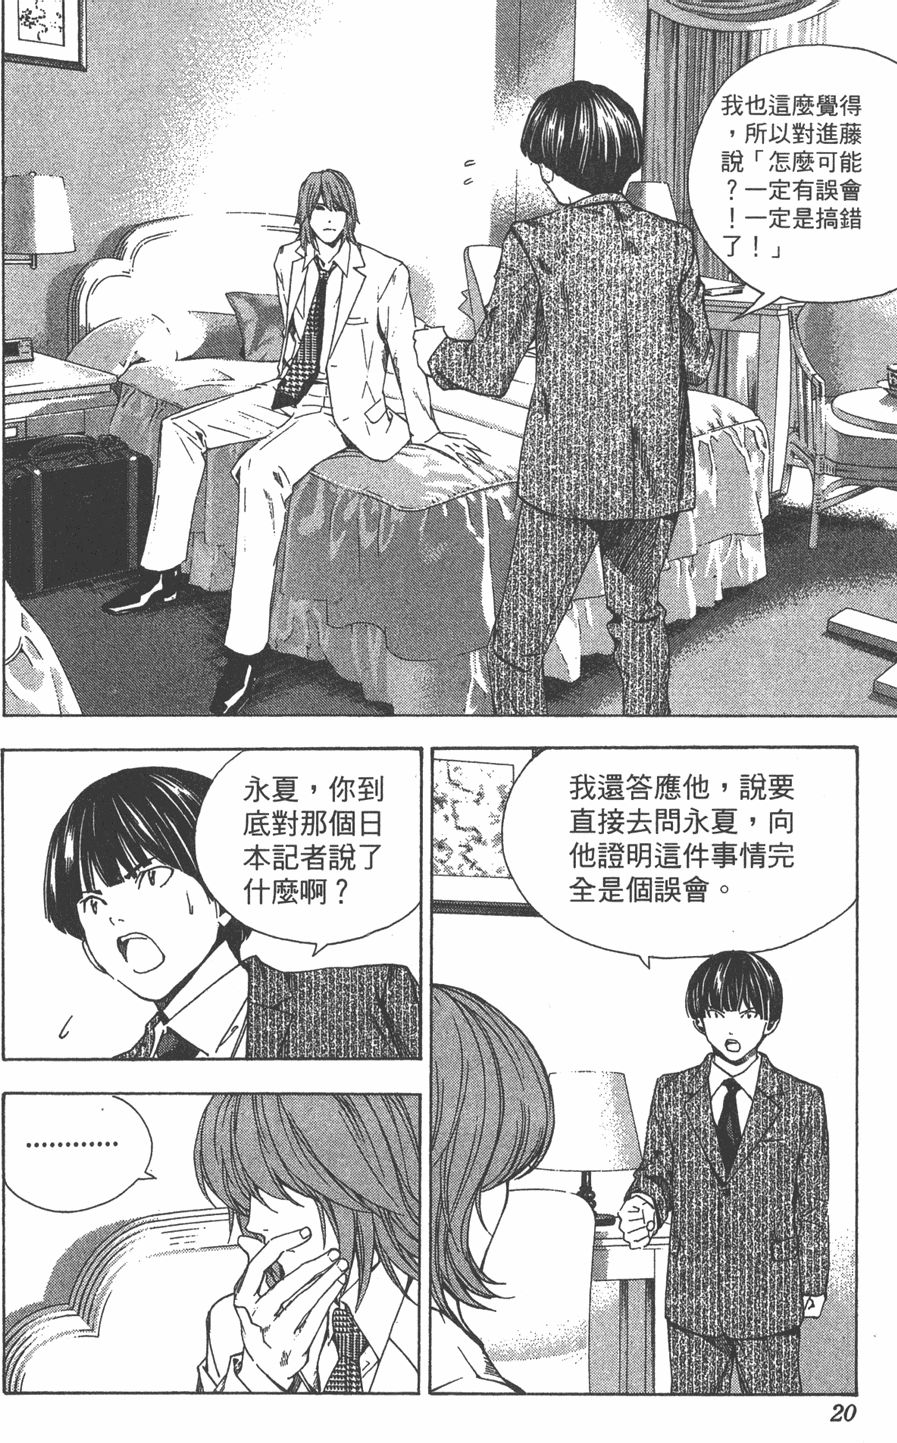 我也這麼覺得
，所以對進藤
說「怎麼可能
？一定有誤會
！一定是搞錯
了！」
我還答應他，說要
直接去問永夏，向
他證明這件事情完
全是個誤會。
永夏，你到
底對那個日
本記者說了
什麼啊？
…………
20